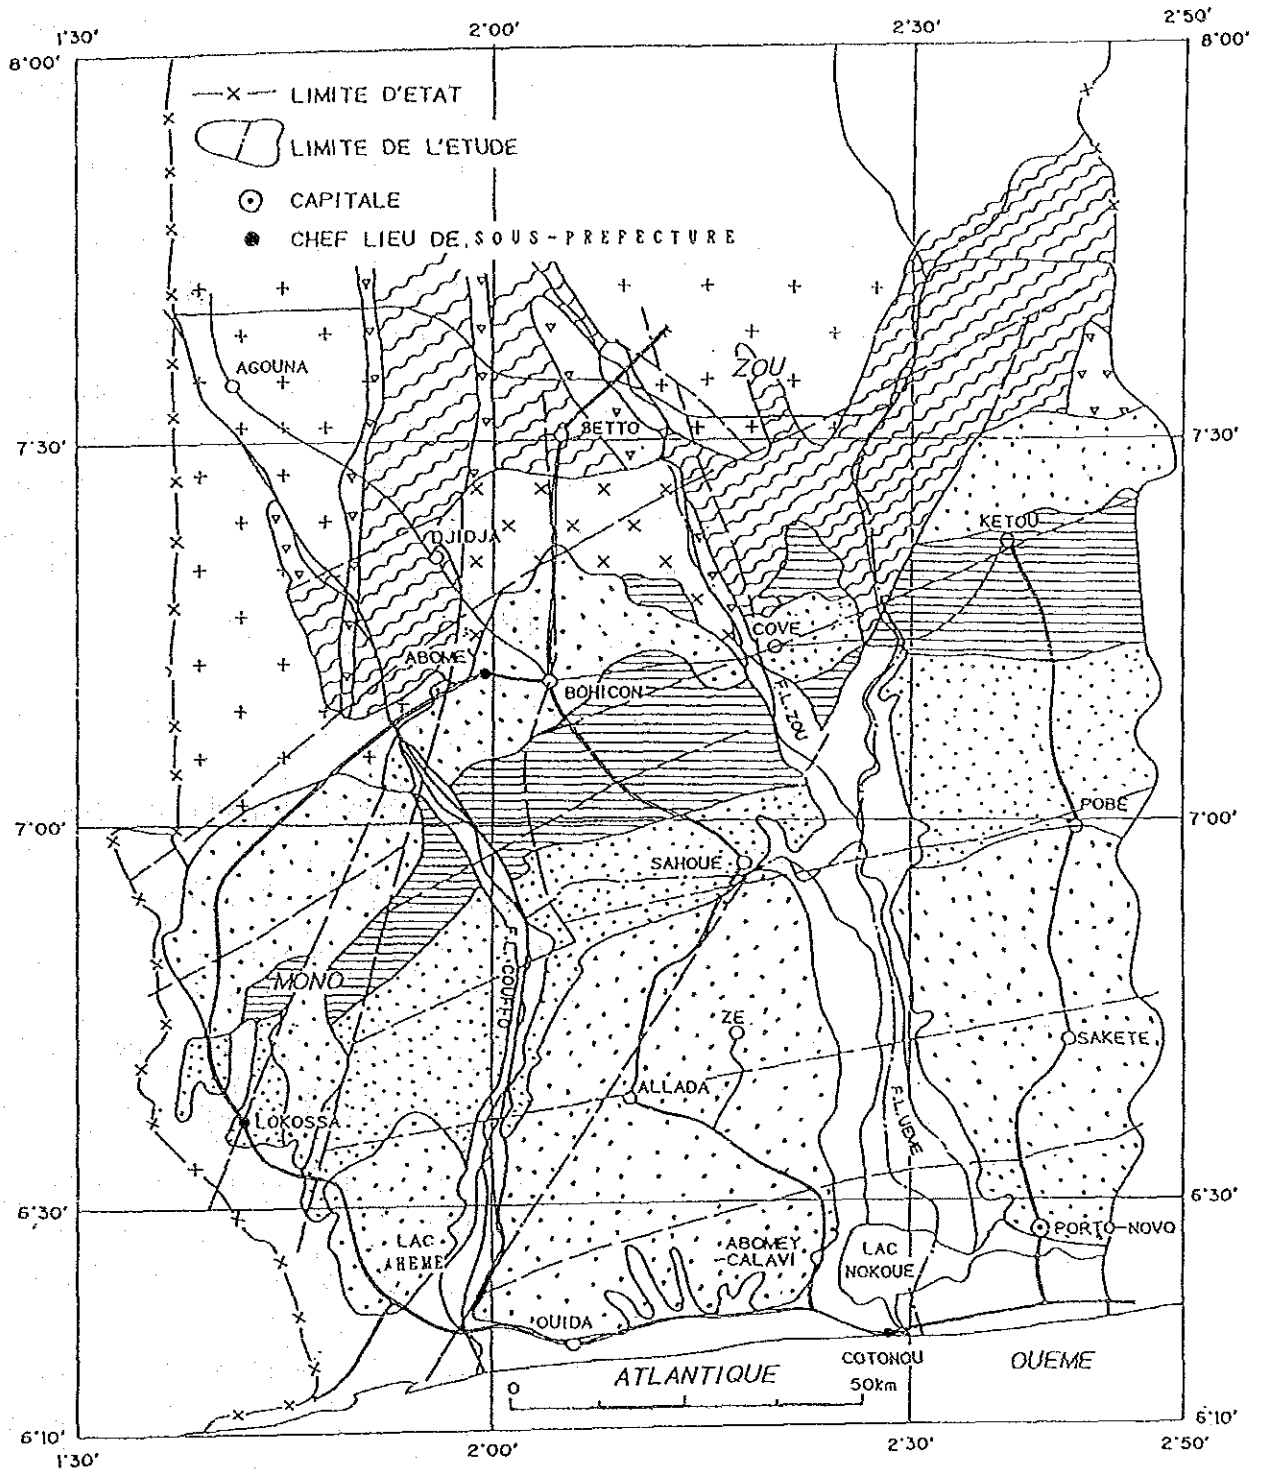 1°30'
2°00'
2°30'
2°50'
8°00'
8°00'
LIMITE D'ETAT
LIMITE DE L'ETUDE
CAPITALE
CHEF LIEU DE SOUS-PREFECTURE
AGOUNA
ZOU
SETTO
7°30'
7°30'
KETOU
DJIDJA
COVE
ABOMEY
BOHICON
F.L. ZOU
POBE
7°00'
7°00'
SAHOUE
F.L. COUFFO
MONO
ZE
SAKETE
ALLADA
F.L. UEME
LOKOSSA
6°30'
6°30'
PORTO-NOVO
LAC
AHEME
ABOMEY
-CALAVI
LAC
NOKOUE
OUIDA
COTONOU
OUEME
ATLANTIQUE
0
50km
6°10'
6°10'
1°30'
2°00'
2°30'
2°50'